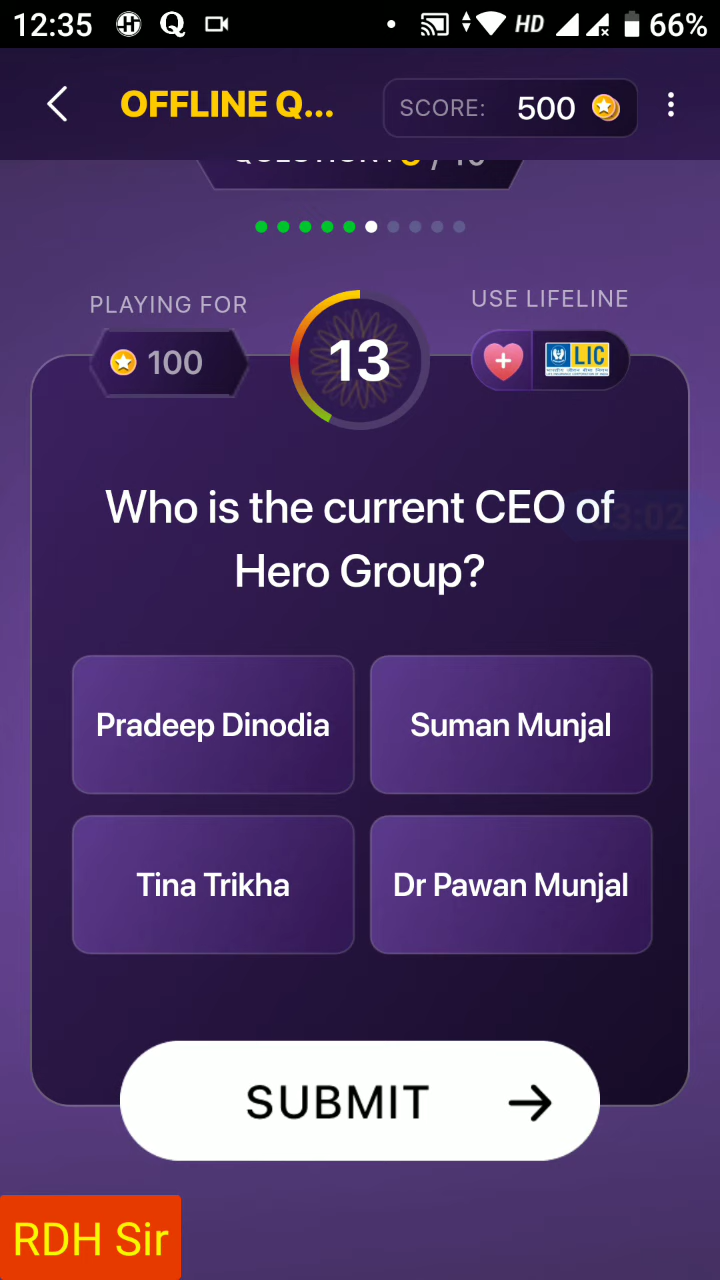 12:35 HD 66%
OFFLINE Q...
SCORE: 500
PLAYING FOR
100
13
USE LIFELINE
LIC
Who is the current CEO of
Hero Group?
Pradeep Dinodia
Suman Munjal
Tina Trikha
Dr Pawan Munjal
SUBMIT
RDH Sir